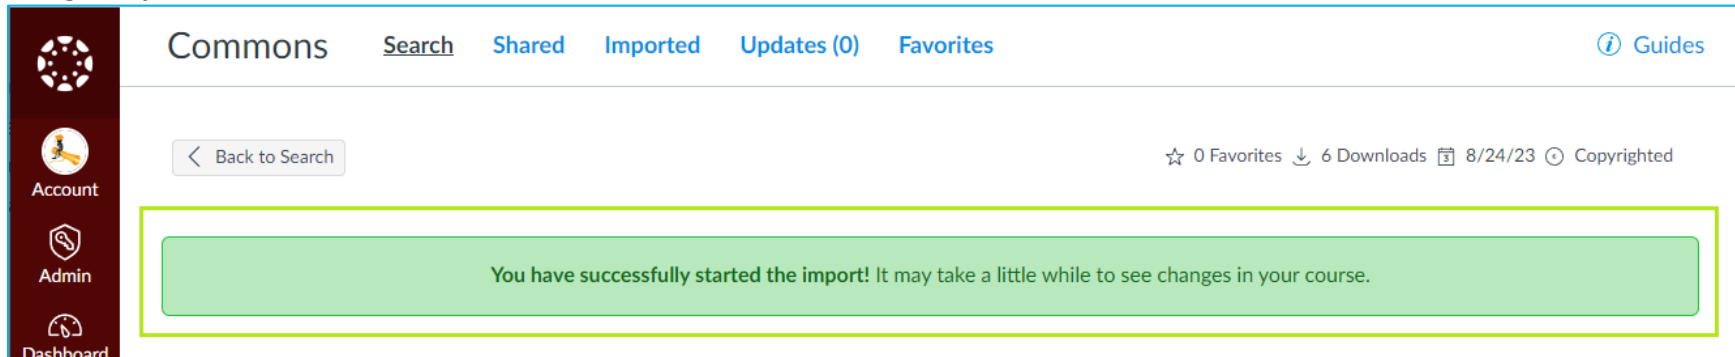 Commons Search Shared Imported Updates (0) Favorites Guides
Back to Search
0 Favorites 6 Downloads 8/24/23 Copyrighted
Account
Admin
Dashboard
You have successfully started the import! It may take a little while to see changes in your course.